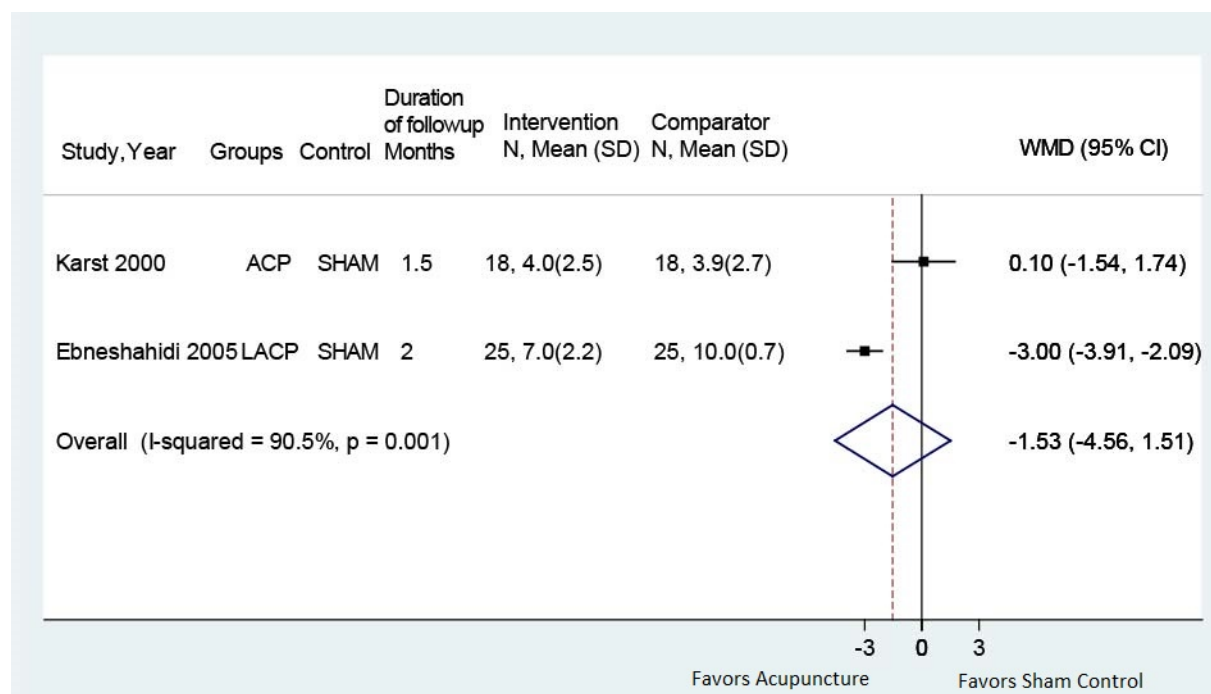 Study,Year Groups Control Duration of followup Months Intervention N, Mean (SD) Comparator N, Mean (SD) WMD (95% CI)
Karst 2000 ACP SHAM 1.5 18, 4.0(2.5) 18, 3.9(2.7) 0.10 (-1.54, 1.74)
Ebneshahidi 2005 LACP SHAM 2 25, 7.0(2.2) 25, 10.0(0.7) -3.00 (-3.91, -2.09)
Overall (I-squared = 90.5%, p = 0.001) -1.53 (-4.56, 1.51)
-3 0 3
Favors Acupuncture Favors Sham Control